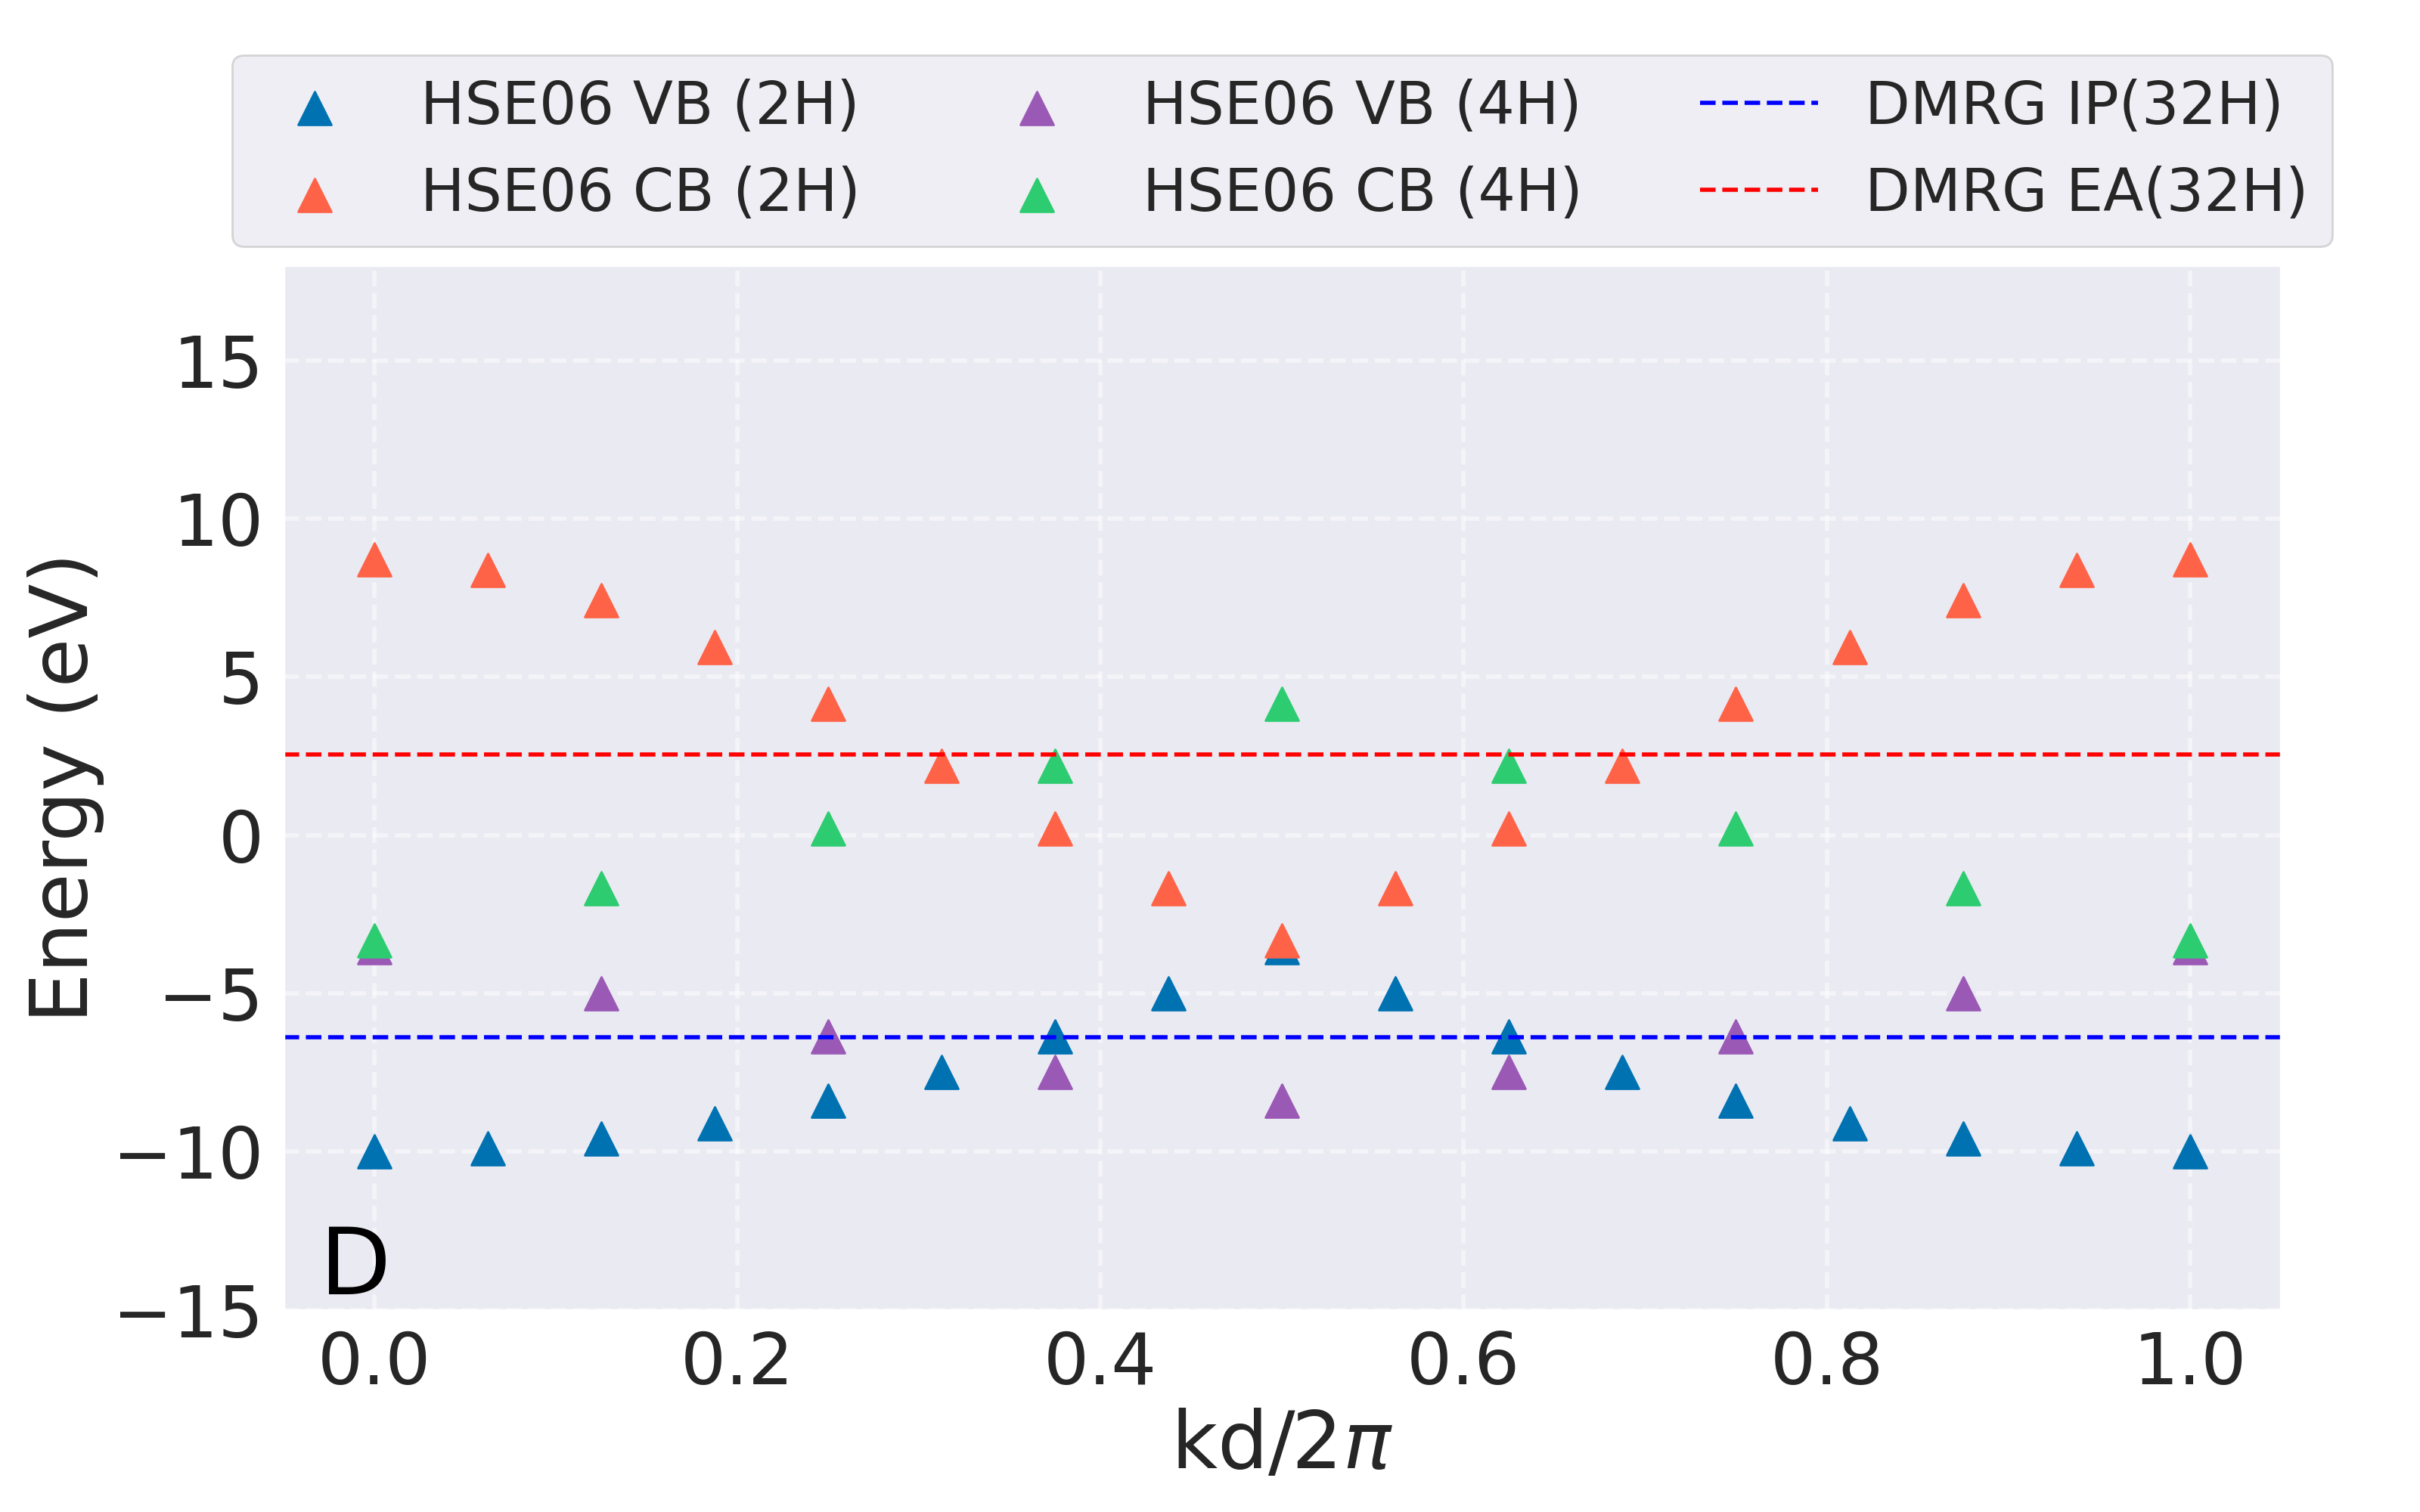 HSE06 VB (2H) HSE06 VB (4H) DMRG IP(32H)
HSE06 CB (2H) HSE06 CB (4H) DMRG EA(32H)
15
10
5
0
−5
−10
−15
Energy (eV)
D
0.0 0.2 0.4 0.6 0.8 1.0
kd/2π